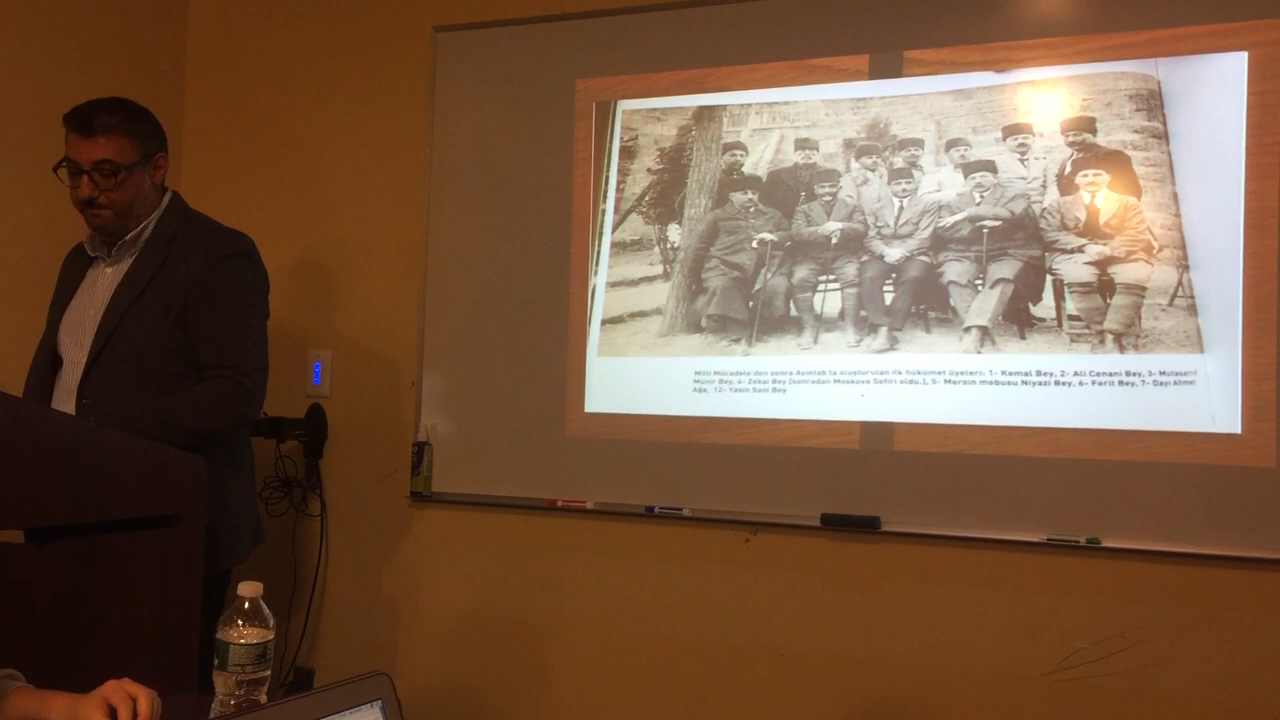 Milli Mücadele'den sonra Ayıntab'ta oluşturulan ilk hükümet üyeleri: 1- Kemal Bey, 2- Ali Cenani Bey, 3- Mutasarrıf
Münir Bey, 4- Zekai Bey (sonradan Moskova Sefiri oldu.), 5- Mersin mebusu Niyazi Bey, 6- Ferit Bey, 7- Dayı Ahmet
Ağa, 12- Yasin Sani Bey